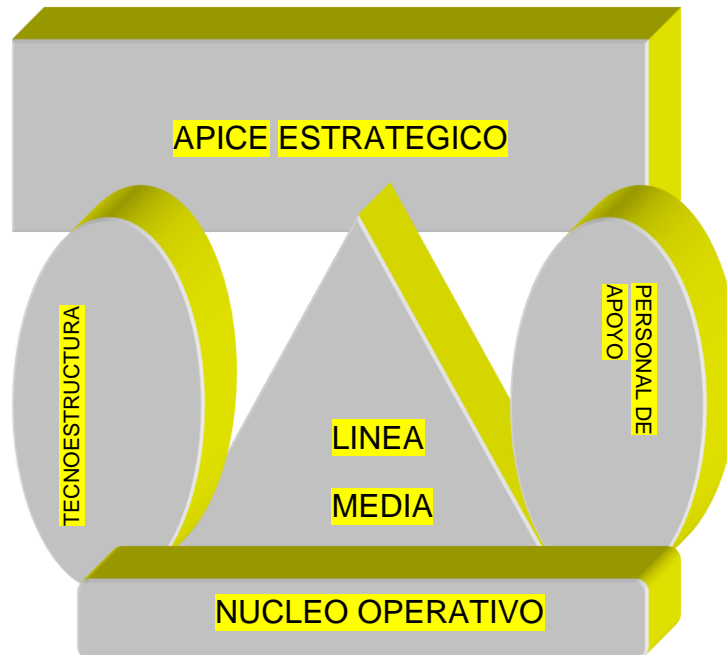 APICE ESTRATEGICO
TECNOESTRUCTURA
LINEA
MEDIA
PERSONAL DE
APOYO
NUCLEO OPERATIVO